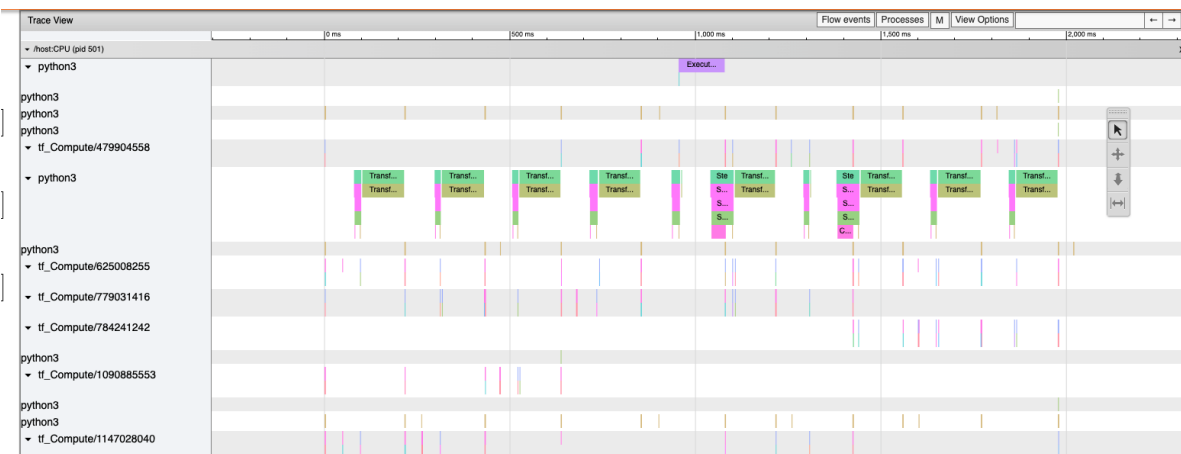 Trace View Flow events Processes M View Options ← →
0 ms 500 ms 1,000 ms 1,500 ms 2,000 ms
/host:CPU (pid 501)
python3 Execut...
python3
python3
python3
tf_Compute/479904558
python3 Transf... Transf... Transf... Transf... Ste Transf... Ste Transf... Transf... Transf...
Transf... Transf... Transf... Transf... S... Transf... S... Transf... Transf... Transf...
S... S...
S... S...
C...
python3
tf_Compute/625008255
tf_Compute/779031416
tf_Compute/784241242
python3
tf_Compute/1090885553
python3
python3
tf_Compute/1147028040